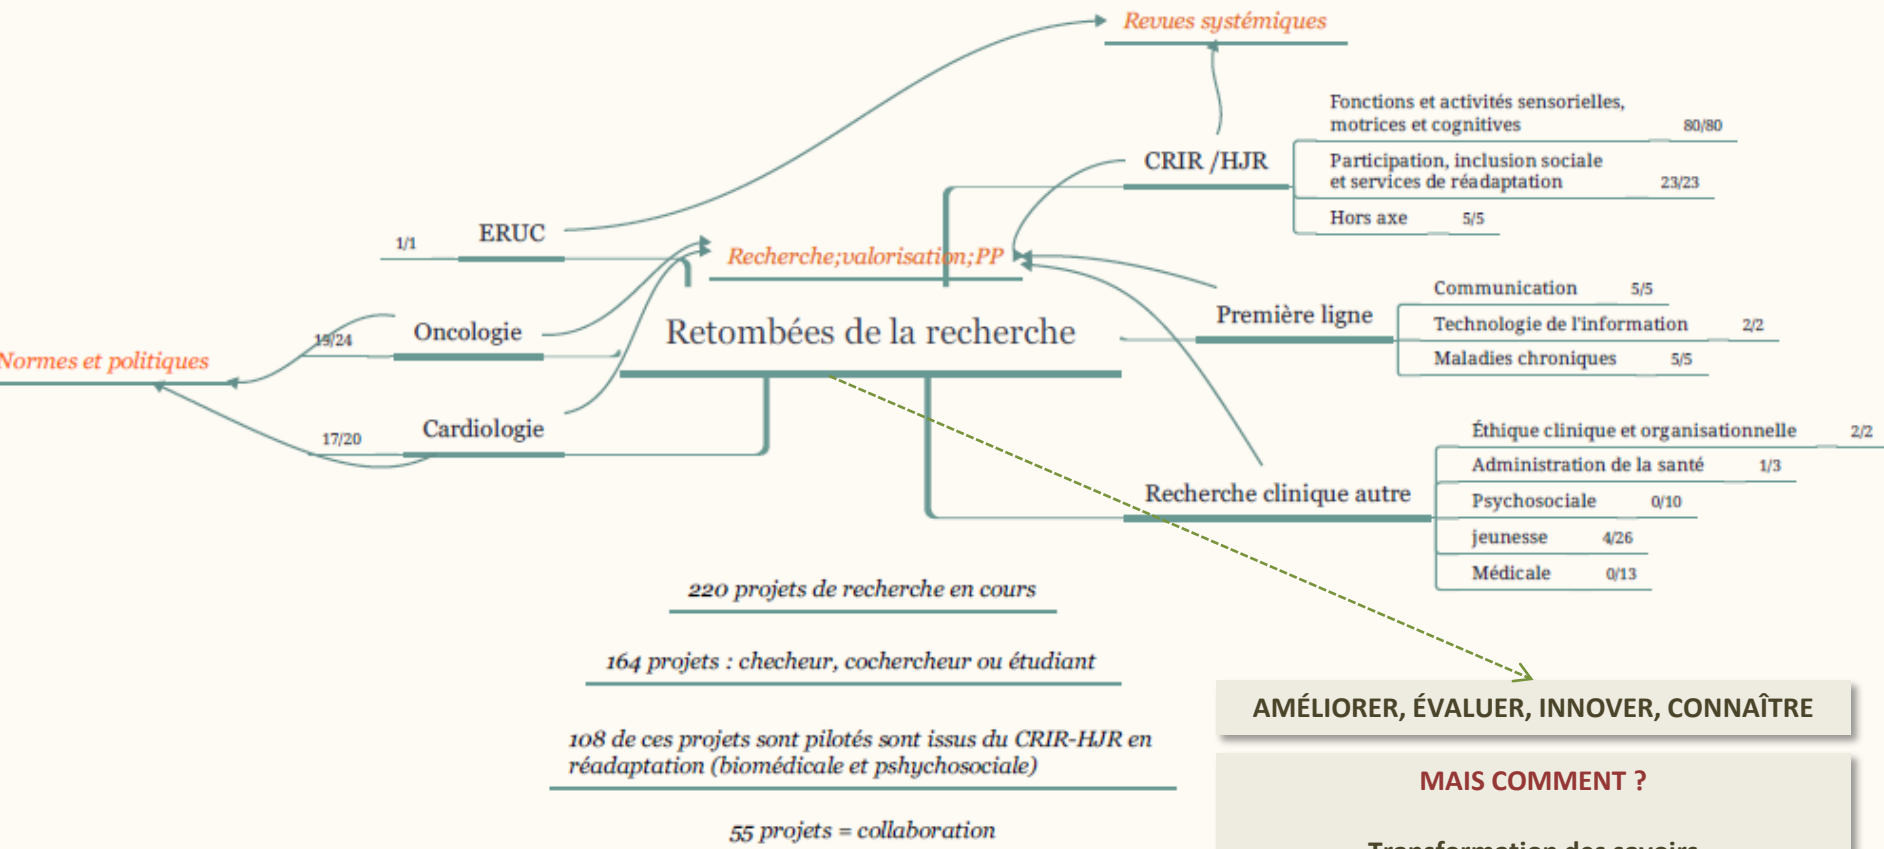 Revues systémiques
Fonctions et activités sensorielles,
motrices et cognitives 80/80
CRIR /HJR
Participation, inclusion sociale
et services de réadaptation 23/23
Hors axe 5/5
ERUC
1/1
Recherche;valorisation;PP
Communication 5/5
Première ligne
Technologie de l'information 2/2
Maladies chroniques 5/5
Retombées de la recherche
Oncologie
19/24
Normes et politiques
Cardiologie
17/20
Éthique clinique et organisationnelle 2/2
Administration de la santé 1/3
Recherche clinique autre
Psychosociale 0/10
jeunesse 4/26
Médicale 0/13
220 projets de recherche en cours
164 projets : checheur, cochercheur ou étudiant
108 de ces projets sont pilotés sont issus du CRIR-HJR en
réadaptation (biomédicale et pshychosociale)
55 projets = collaboration
AMÉLIORER, ÉVALUER, INNOVER, CONNAÎTRE
MAIS COMMENT ?
Transformation des savoirs